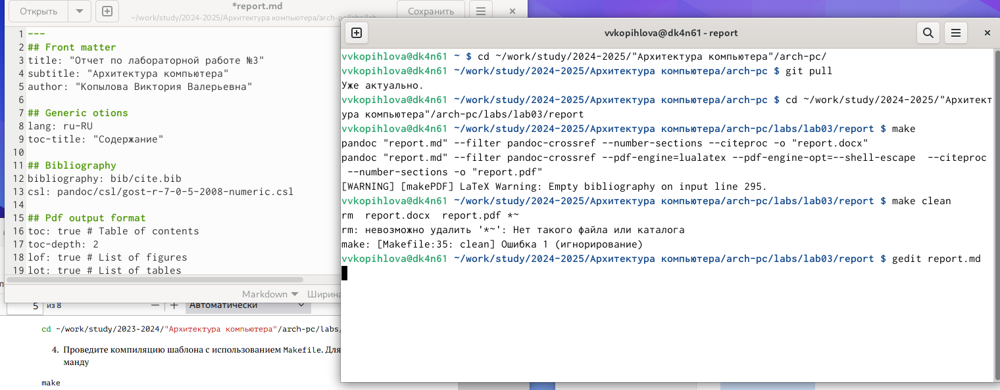 Открыть
*report.md
~/work/study/2024-2025/Архитектура компьютера/arch-pc/labs/lab
Сохранить
1 ---
2 ## Front matter
3 title: "Отчет по лабораторной работе №3"
4 subtitle: "Архитектура компьютера"
5 author: "Копылова Виктория Валерьевна"
6
7 ## Generic otions
8 lang: ru-RU
9 toc-title: "Содержание"
10
11 ## Bibliography
12 bibliography: bib/cite.bib
13 csl: pandoc/csl/gost-r-7-0-5-2008-numeric.csl
14
15 ## Pdf output format
16 toc: true # Table of contents
17 toc-depth: 2
18 lof: true # List of figures
19 lot: true # List of tables
Markdown
Ширина
5 из 8
Автоматически
cd ~/work/study/2023-2024/"Архитектура компьютера"/arch-pc/labs/
4. Проведите компиляцию шаблона с использованием Makefile. Для
манду
make
vvkopihlova@dk4n61 - report
vvkopihlova@dk4n61 ~ $ cd ~/work/study/2024-2025/"Архитектура компьютера"/arch-pc/
vvkopihlova@dk4n61 ~/work/study/2024-2025/Архитектура компьютера/arch-pc $ git pull
Уже актуально.
vvkopihlova@dk4n61 ~/work/study/2024-2025/Архитектура компьютера/arch-pc $ cd ~/work/study/2024-2025/"Архитект
ура компьютера"/arch-pc/labs/lab03/report
vvkopihlova@dk4n61 ~/work/study/2024-2025/Архитектура компьютера/arch-pc/labs/lab03/report $ make
pandoc "report.md" --filter pandoc-crossref --number-sections --citeproc -o "report.docx"
pandoc "report.md" --filter pandoc-crossref --pdf-engine=lualatex --pdf-engine-opt=--shell-escape  --citeproc
--number-sections -o "report.pdf"
[WARNING] [makePDF] LaTeX Warning: Empty bibliography on input line 295.
vvkopihlova@dk4n61 ~/work/study/2024-2025/Архитектура компьютера/arch-pc/labs/lab03/report $ make clean
rm  report.docx  report.pdf *~
rm: невозможно удалить '*~': Нет такого файла или каталога
make: [Makefile:35: clean] Ошибка 1 (игнорирование)
vvkopihlova@dk4n61 ~/work/study/2024-2025/Архитектура компьютера/arch-pc/labs/lab03/report $ gedit report.md